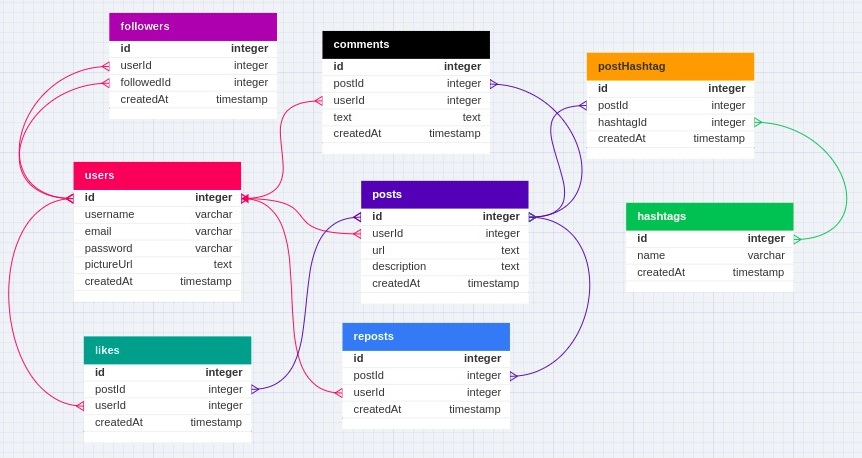 followers
id integer
userId integer
followedId integer
createdAt timestamp
comments
id integer
postId integer
userId integer
text text
createdAt timestamp
postHashtag
id integer
postId integer
hashtagId integer
createdAt timestamp
users
id integer
username varchar
email varchar
password varchar
pictureUrl text
createdAt timestamp
posts
id integer
userId integer
url text
description text
createdAt timestamp
hashtags
id integer
name varchar
createdAt timestamp
likes
id integer
postId integer
userId integer
createdAt timestamp
reposts
id integer
postId integer
userId integer
createdAt timestamp